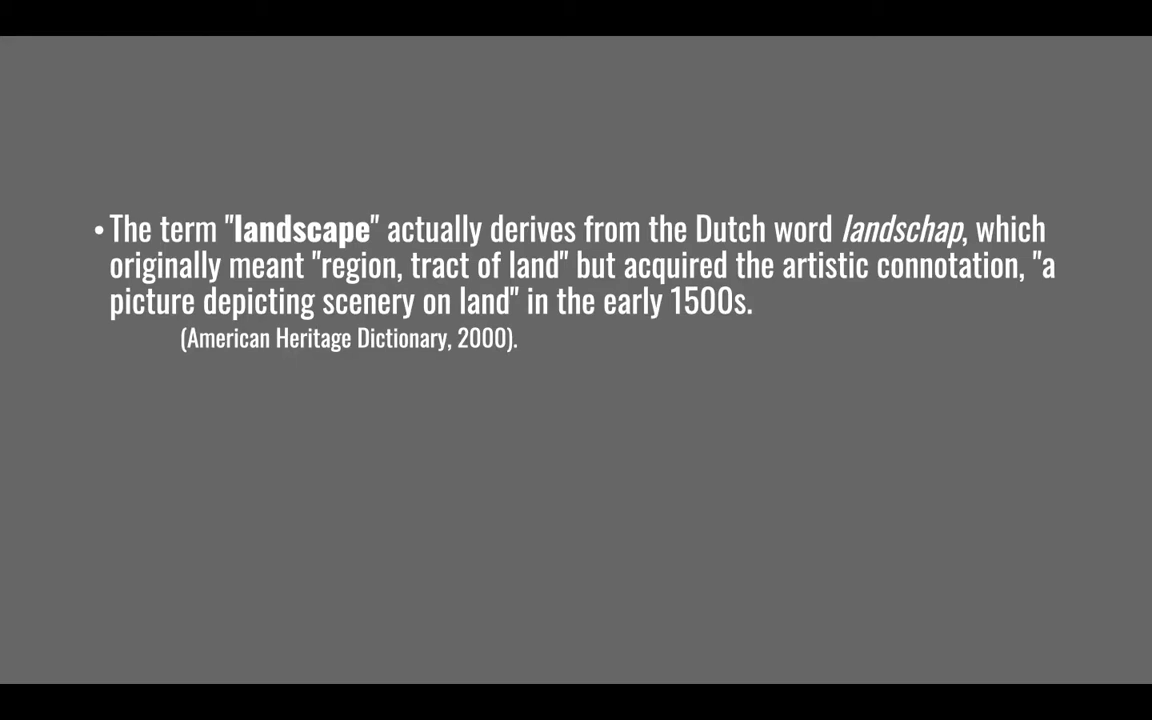 •The term "landscape" actually derives from the Dutch word landschap, which
originally meant "region, tract of land" but acquired the artistic connotation, "a
picture depicting scenery on land" in the early 1500s.
(American Heritage Dictionary, 2000).